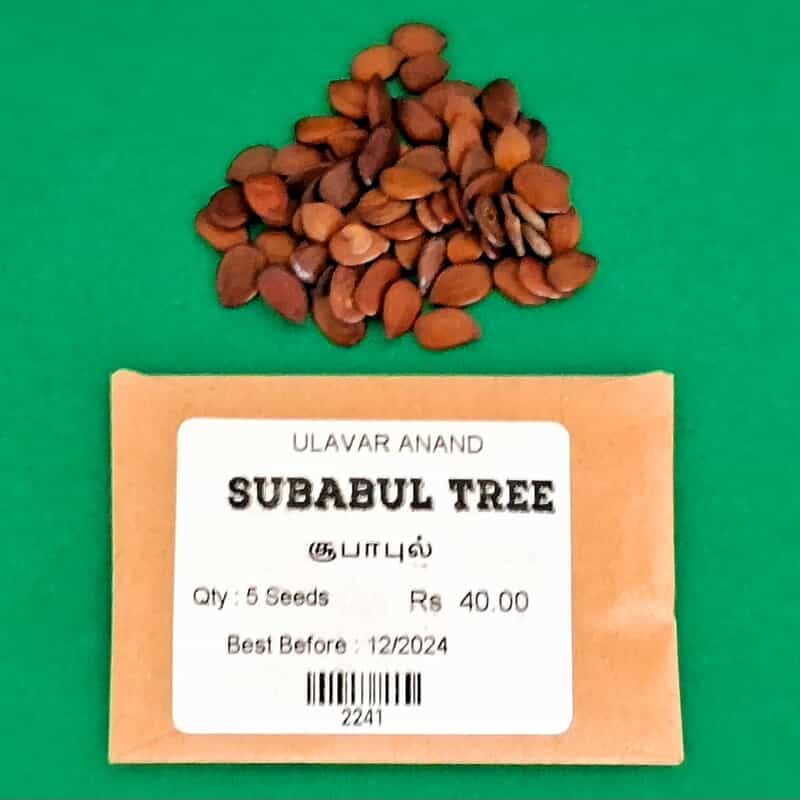 ULAVAR ANAND
SUBABUL TREE
சூபாபுல்
Qty : 5 Seeds Rs 40.00
Best Before : 12/2024
2241